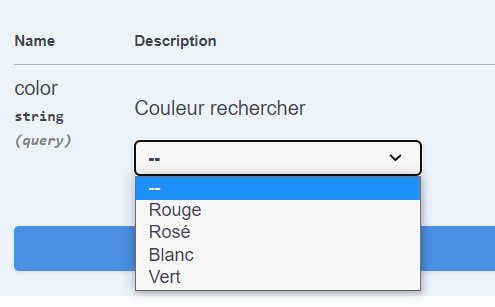 Name Description
color
string
(query)
Couleur rechercher
--
--
Rouge
Rosé
Blanc
Vert